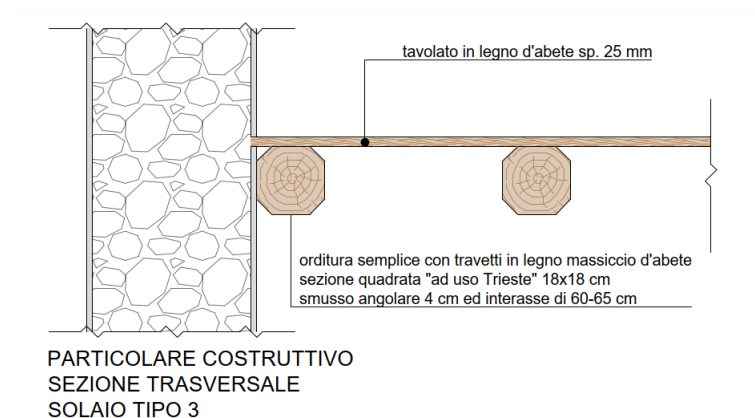 tavolato in legno d'abete sp. 25 mm
orditura semplice con travetti in legno massiccio d'abete
sezione quadrata "ad uso Trieste" 18x18 cm
smusso angolare 4 cm ed interasse di 60-65 cm
PARTICOLARE COSTRUTTIVO
SEZIONE TRASVERSALE
SOLAIO TIPO 3